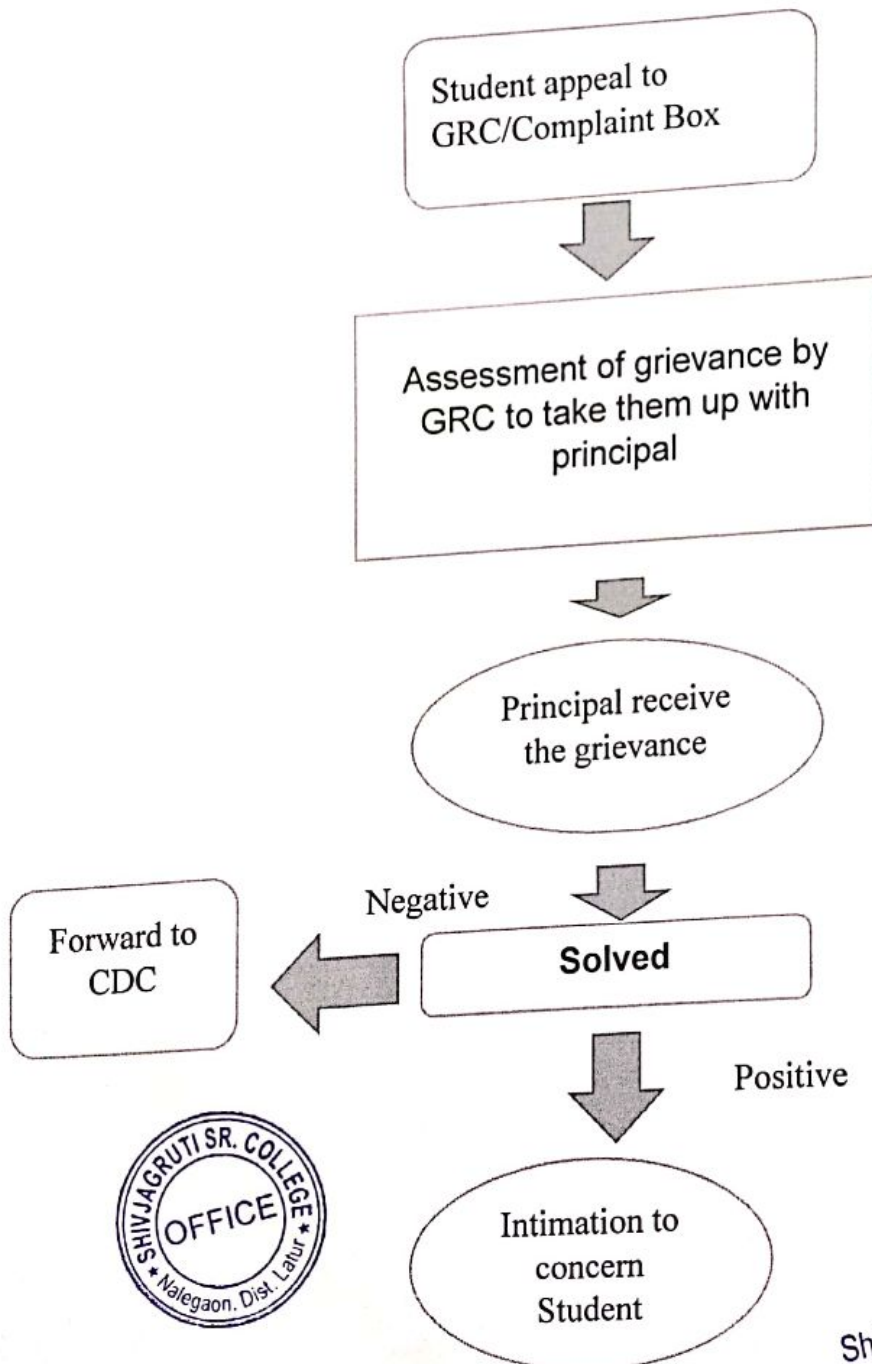 Student appeal to
GRC/Complaint Box
Assessment of grievance by
GRC to take them up with
principal
Principal receive
the grievance
Negative
Forward to
CDC
Solved
Positive
SHIVJAGRUTI SR. COLLEGE
OFFICE
★ Nalegaon. Dist. Latur ★
Intimation to
concern
Student
Sh